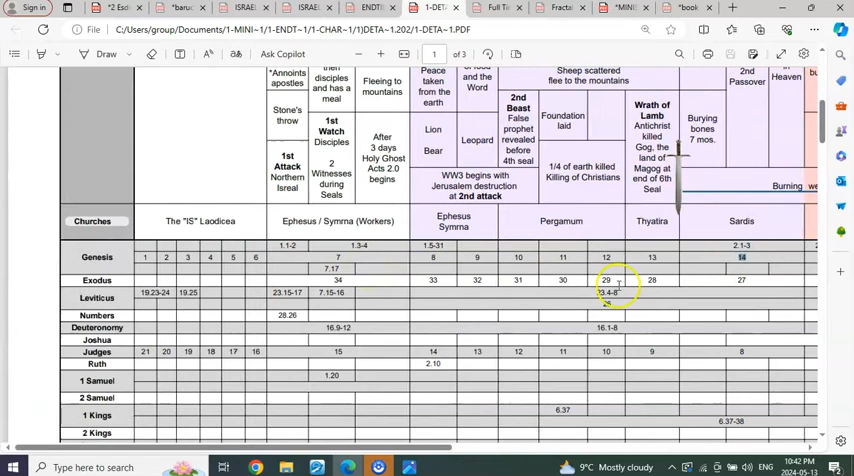 Sign in
*2 Esd
*baruc
ISRAEL
ISRAEL
ENDTI
1-DETA
Full Tim
Fractal
*MINIS
*book
File
C:/Users/group/Documents/1-MINI~1/1-ENDT~1/1-CHAR~1/1)DETA~1.202/1-DETA~1.PDF
Draw
Ask Copilot
1 of 3
*Annoints apostles
then disciples and has a meal
Fleeing to mountains
Peace taken from the earth
and the Word
Sheep scattered flee to the mountains
2nd Passover
in Heaven
Stone's throw
1st Watch Disciples
2 Witnesses during Seals
After 3 days Holy Ghost Acts 2.0 begins
Lion
Bear
Leopard
2nd Beast False prophet revealed before 4th seal
Foundation laid
Wrath of Lamb Antichrist killed Gog, the land of Magog at end of 6th Seal
Burying bones 7 mos.
1st Attack Northern Isreal
WW3 begins with Jerusalem destruction at 2nd attack
1/4 of earth killed Killing of Christians
Burning we
Churches The "IS" Laodicea Ephesus / Symrna (Workers) Ephesus Symrna Pergamum Thyatira Sardis
1.1-2 1.3-4 1.5-31 2.1-3
Genesis 1 2 3 4 5 6 7 8 9 10 11 12 13 14
7.17
Exodus 34 33 32 31 30 29 28 27
Leviticus 19.23-24 19.25 23.15-17 7.15-16 23.4-8
Numbers 28.26
Deuteronomy 16.9-12 16.1-8
Joshua
Judges 21 20 19 18 17 16 15 14 13 12 11 10 9 8
Ruth 2.10
1 Samuel 1.20
2 Samuel
1 Kings 6.37
6.37-38
2 Kings
Type here to search
9°C Mostly cloudy
ENG
10:42 PM
2024-05-13